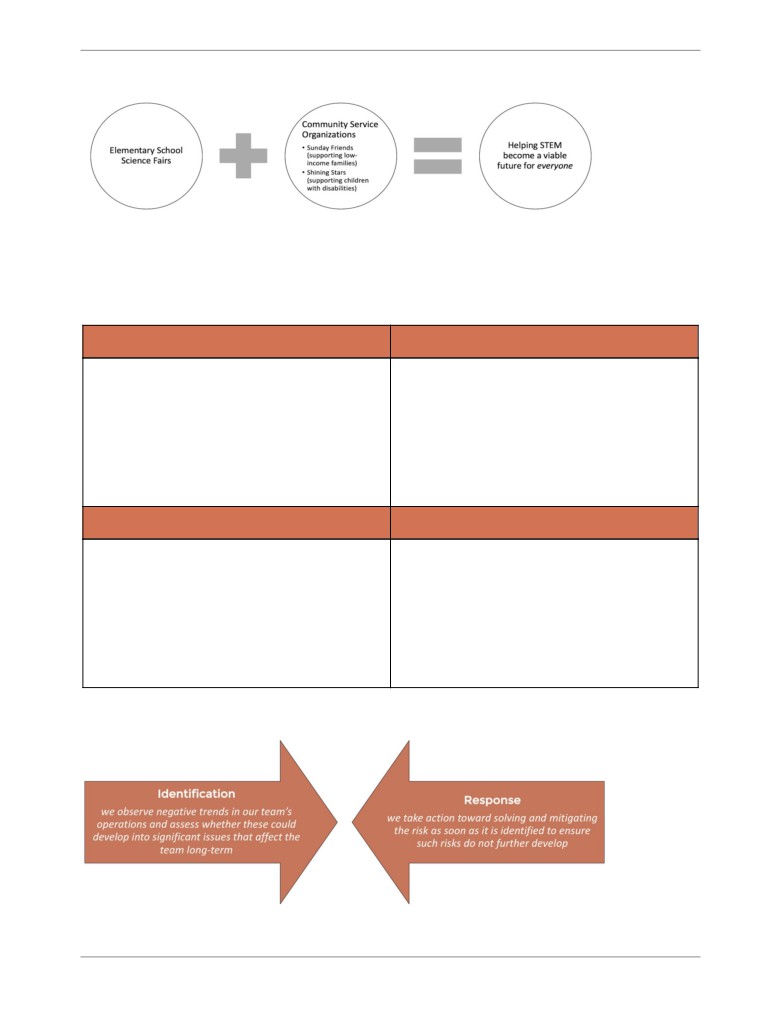 Elementary School
Science Fairs
Community Service
Organizations
• Sunday Friends
(supporting low-
income families)
• Shining Stars
(supporting children
with disabilities)
Helping STEM
become a viable
future for everyone
Identification
we observe negative trends in our team's
operations and assess whether these could
develop into significant issues that affect the
team long-term
Response
we take action toward solving and mitigating
the risk as soon as it is identified to ensure
such risks do not further develop